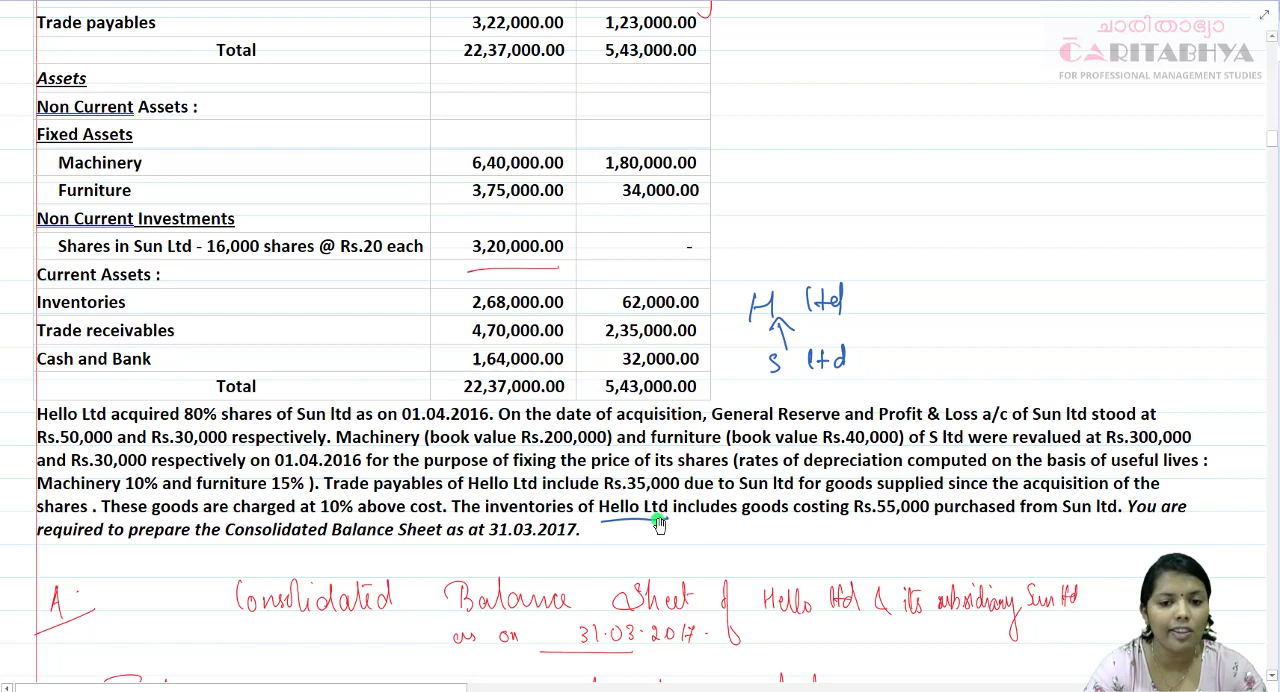 Trade payables 3,22,000.00 1,23,000.00
ചാരിതാഭ്യാ
CARITABHYA
FOR PROFESSIONAL MANAGEMENT STUDIES
Total 22,37,000.00 5,43,000.00
Assets
Non Current Assets :
Fixed Assets
Machinery 6,40,000.00 1,80,000.00
Furniture 3,75,000.00 34,000.00
Non Current Investments
Shares in Sun Ltd - 16,000 shares @ Rs.20 each 3,20,000.00 -
Current Assets :
Inventories 2,68,000.00 62,000.00
Trade receivables 4,70,000.00 2,35,000.00
Cash and Bank 1,64,000.00 32,000.00
Total 22,37,000.00 5,43,000.00
H ltd
S ltd
Hello Ltd acquired 80% shares of Sun ltd as on 01.04.2016. On the date of acquisition, General Reserve and Profit & Loss a/c of Sun ltd stood at
Rs.50,000 and Rs.30,000 respectively. Machinery (book value Rs.200,000) and furniture (book value Rs.40,000) of S ltd were revalued at Rs.300,000
and Rs.30,000 respectively on 01.04.2016 for the purpose of fixing the price of its shares (rates of depreciation computed on the basis of useful lives :
Machinery 10% and furniture 15% ). Trade payables of Hello Ltd include Rs.35,000 due to Sun ltd for goods supplied since the acquisition of the
shares . These goods are charged at 10% above cost. The inventories of Hello Ltd includes goods costing Rs.55,000 purchased from Sun ltd. You are
required to prepare the Consolidated Balance Sheet as at 31.03.2017.
A: Consolidated Balance Sheet of Hello ltd & its subsidiary Sun ltd
as on 31.03.2017.